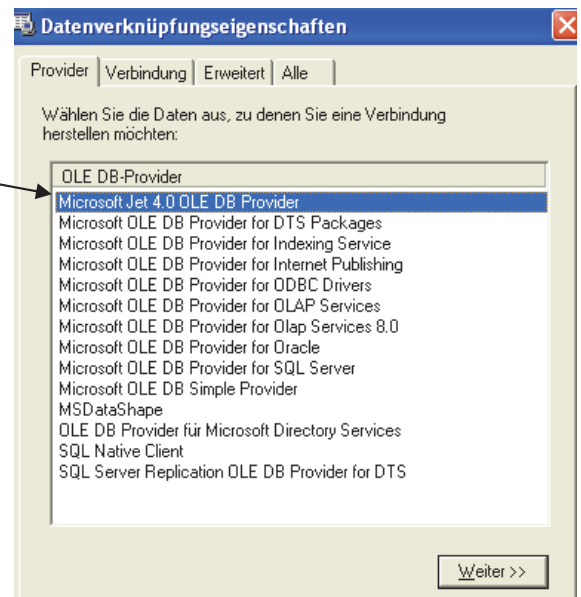 Datenverknüpfungseigenschaften
Provider Verbindung Erweitert Alle
Wählen Sie die Daten aus, zu denen Sie eine Verbindung
herstellen möchten:
OLE DB-Provider
Microsoft Jet 4.0 OLE DB Provider
Microsoft OLE DB Provider for DTS Packages
Microsoft OLE DB Provider for Indexing Service
Microsoft OLE DB Provider for Internet Publishing
Microsoft OLE DB Provider for ODBC Drivers
Microsoft OLE DB Provider for OLAP Services
Microsoft OLE DB Provider for Olap Services 8.0
Microsoft OLE DB Provider for Oracle
Microsoft OLE DB Provider for SQL Server
Microsoft OLE DB Simple Provider
MSDataShape
OLE DB Provider für Microsoft Directory Services
SQL Native Client
SQL Server Replication OLE DB Provider for DTS
Weiter >>